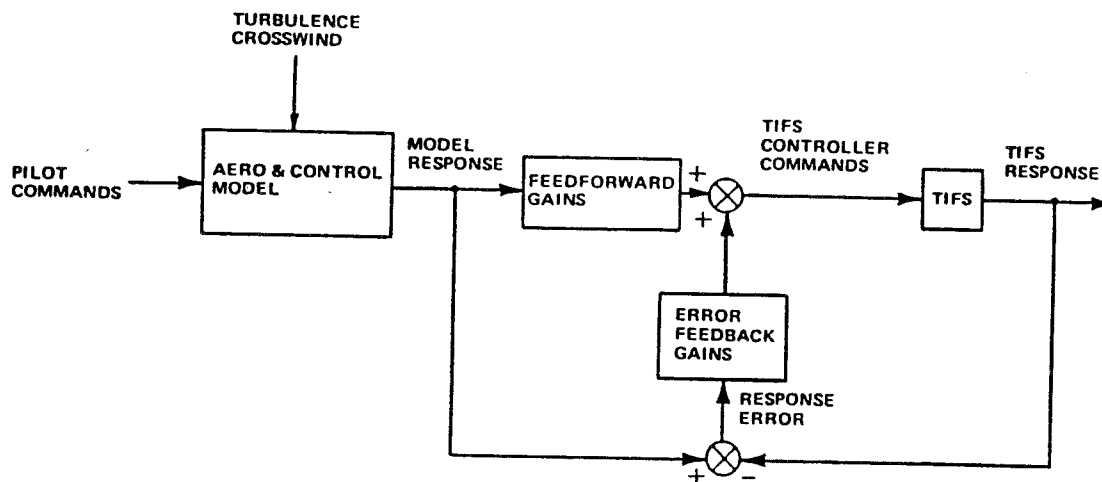 TURBULENCE
CROSSWIND
PILOT
COMMANDS
AERO & CONTROL
MODEL
MODEL
RESPONSE
FEEDFORWARD
GAINS
+
+
TIFS
CONTROLLER
COMMANDS
TIFS
TIFS
RESPONSE
ERROR
FEEDBACK
GAINS
RESPONSE
ERROR
+
-